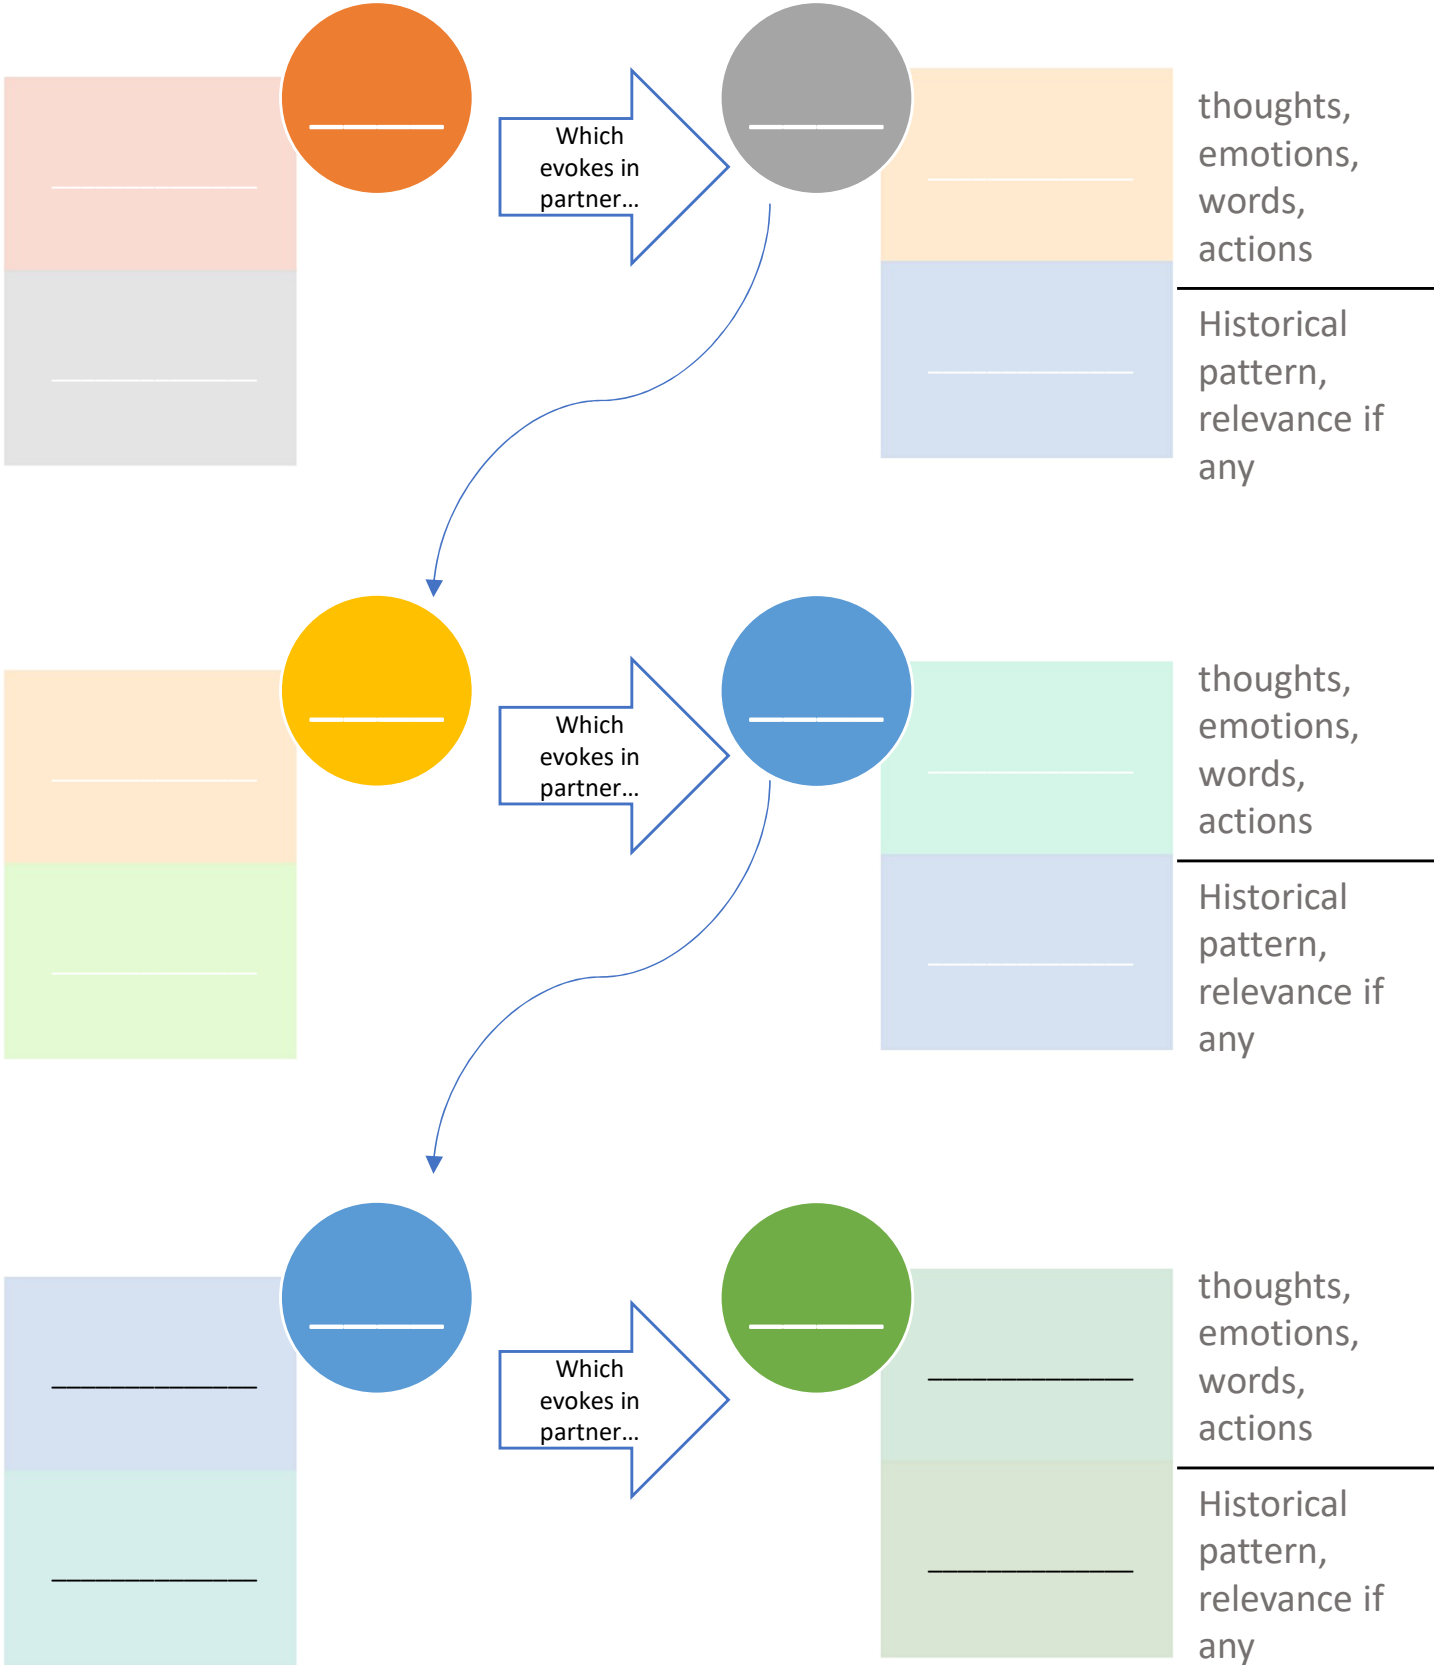 Which
evokes in
partner...
thoughts,
emotions,
words,
actions
Historical
pattern,
relevance if
any
Which
evokes in
partner...
thoughts,
emotions,
words,
actions
Historical
pattern,
relevance if
any
Which
evokes in
partner...
thoughts,
emotions,
words,
actions
Historical
pattern,
relevance if
any